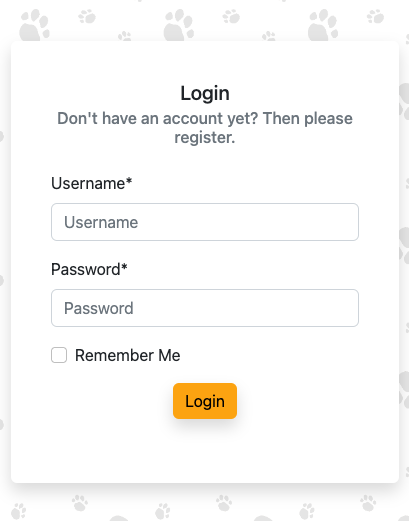 Login
Don't have an account yet? Then please
register.
Username*
Username
Password*
Password
Remember Me
Login